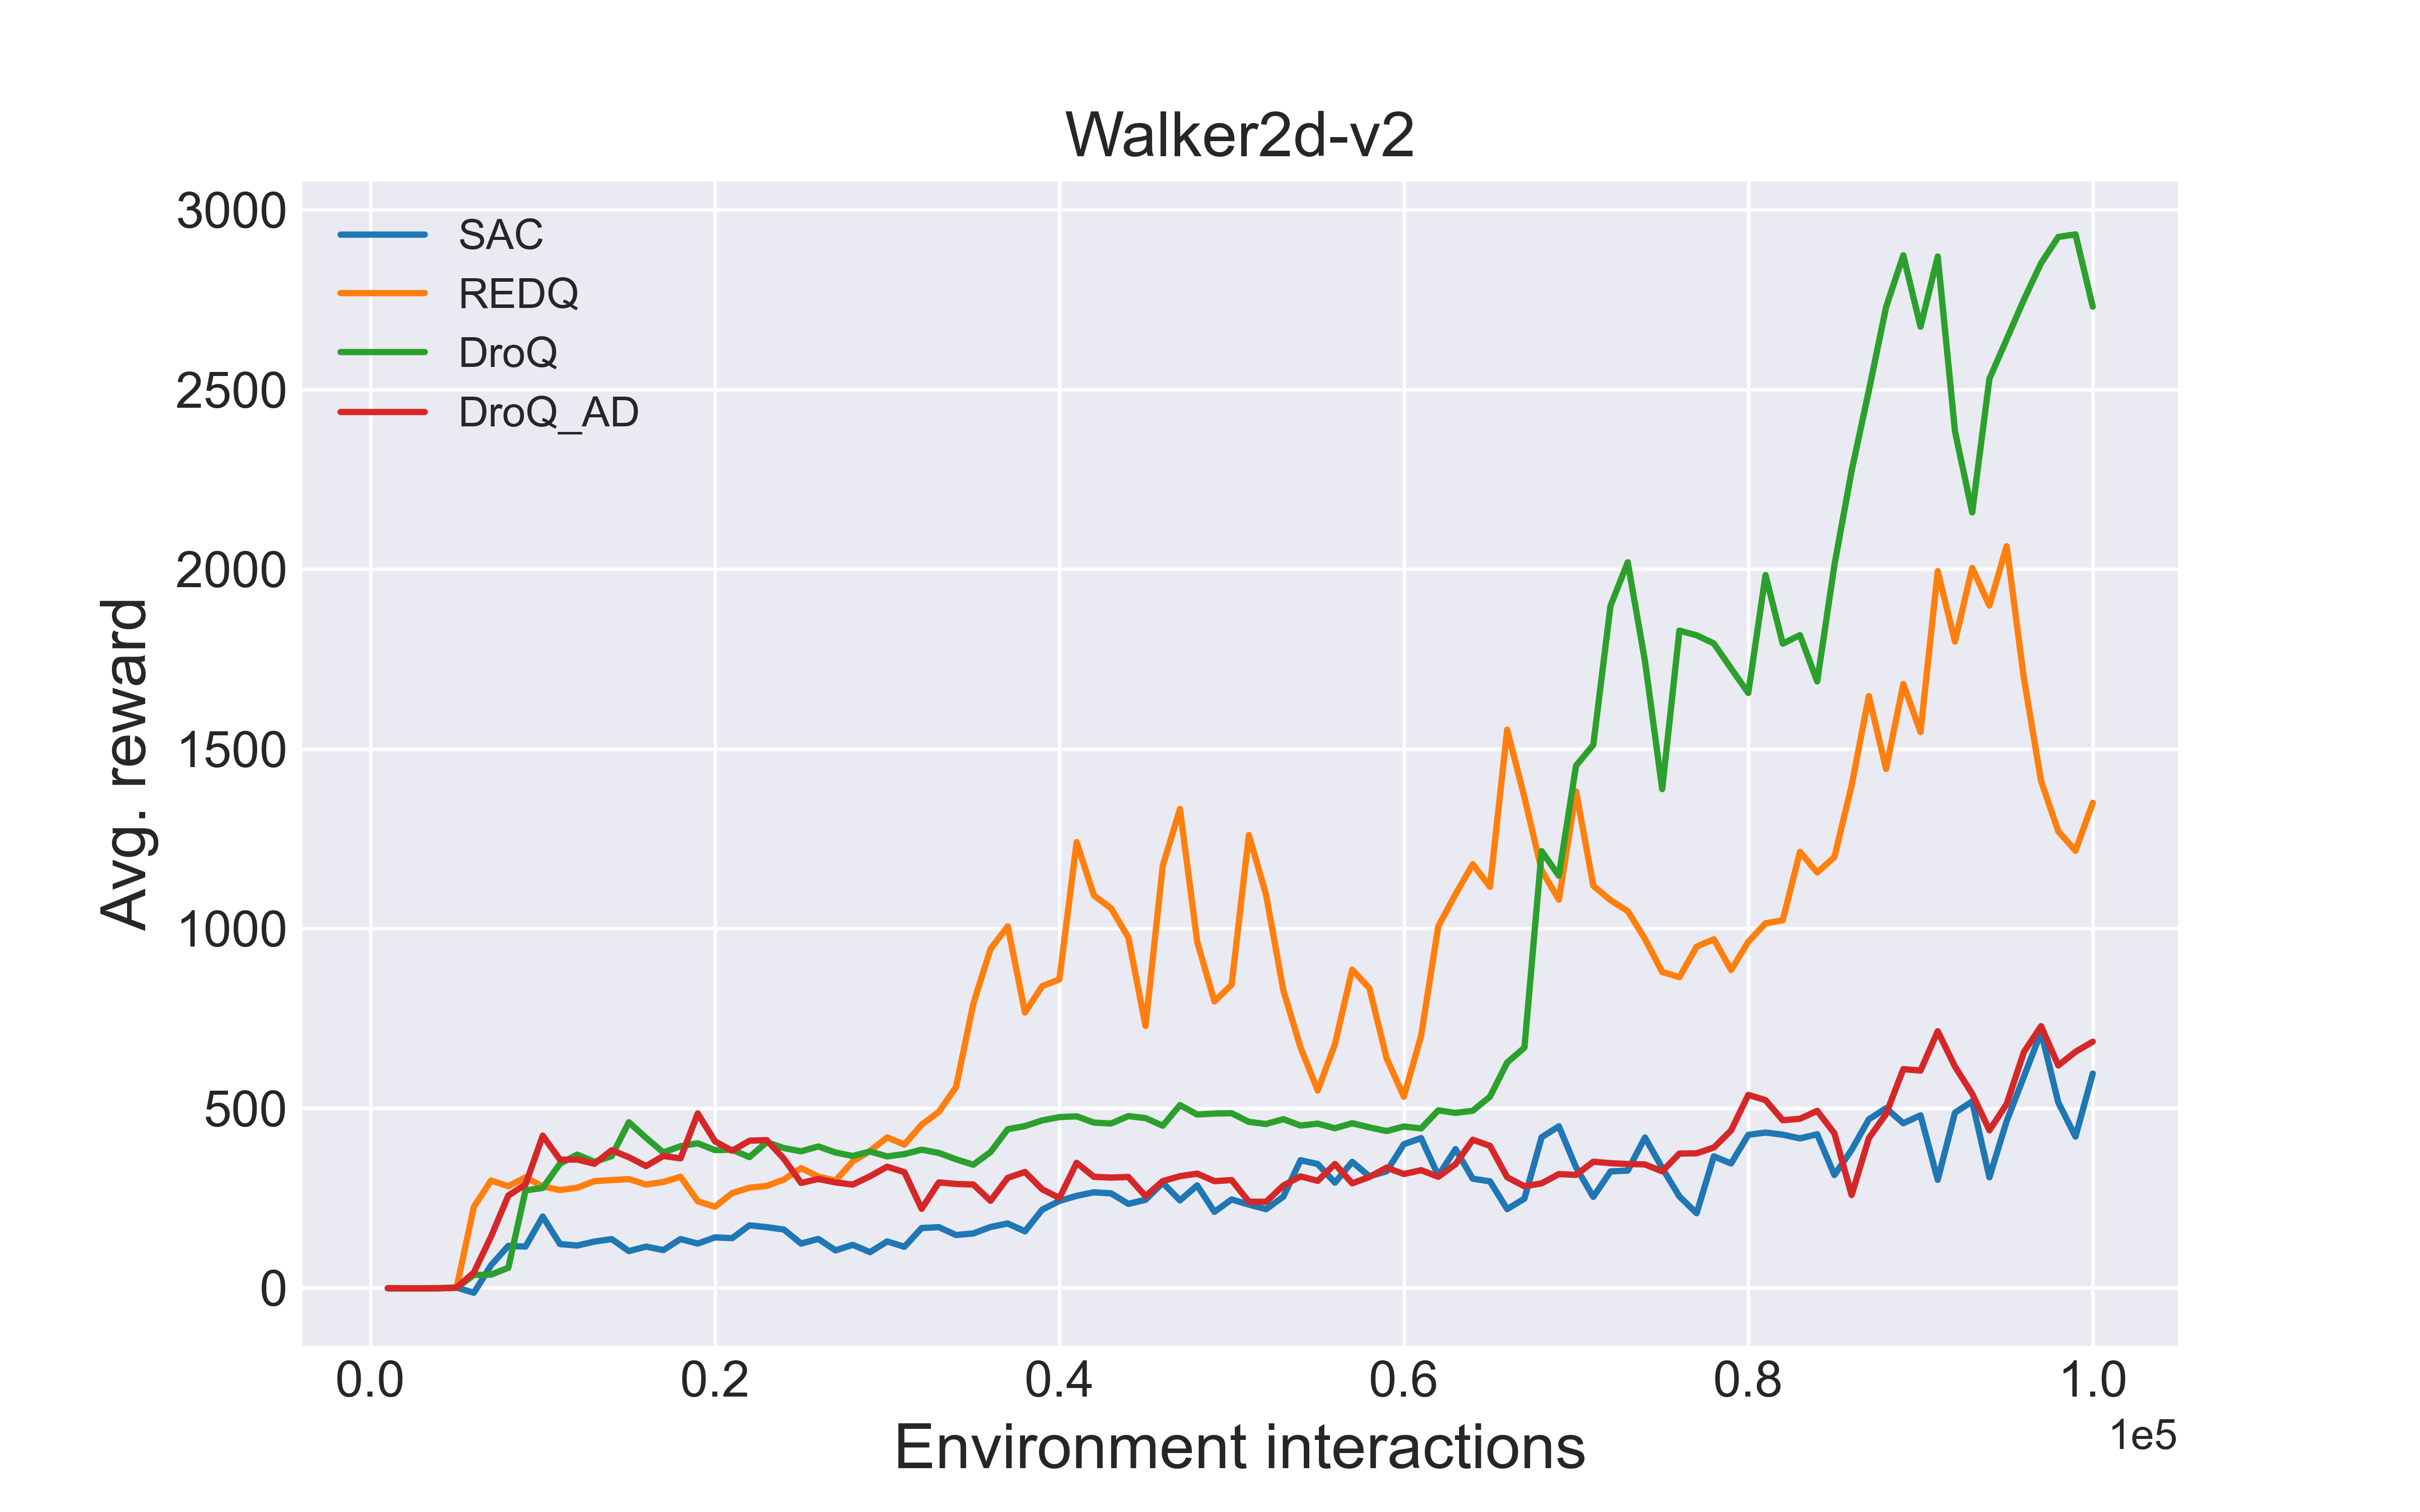 Walker2d-v2
SAC
REDQ
DroQ
DroQ_AD
3000
2500
2000
1500
1000
500
0
Avg. reward
0.0 0.2 0.4 0.6 0.8 1.0
1e5
Environment interactions